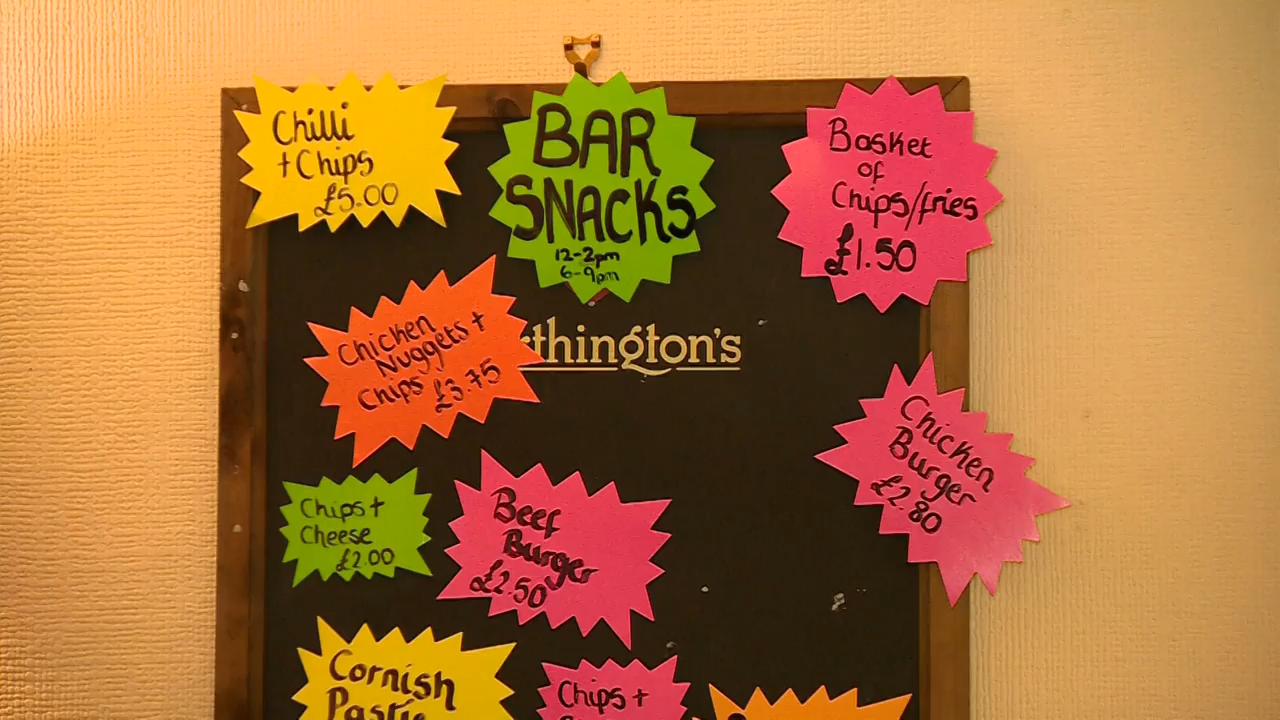 Chilli
+ Chips
£5.00
BAR
SNACKS
12-2pm
6-9pm
Basket
of
Chips/fries
£1.50
Chicken
Nuggets +
Chips £3.75
thington's
Chicken
Burger
£2.80
Chips +
Cheese
£2.00
Beef
Burger
£2.50
Cornish
Chips +